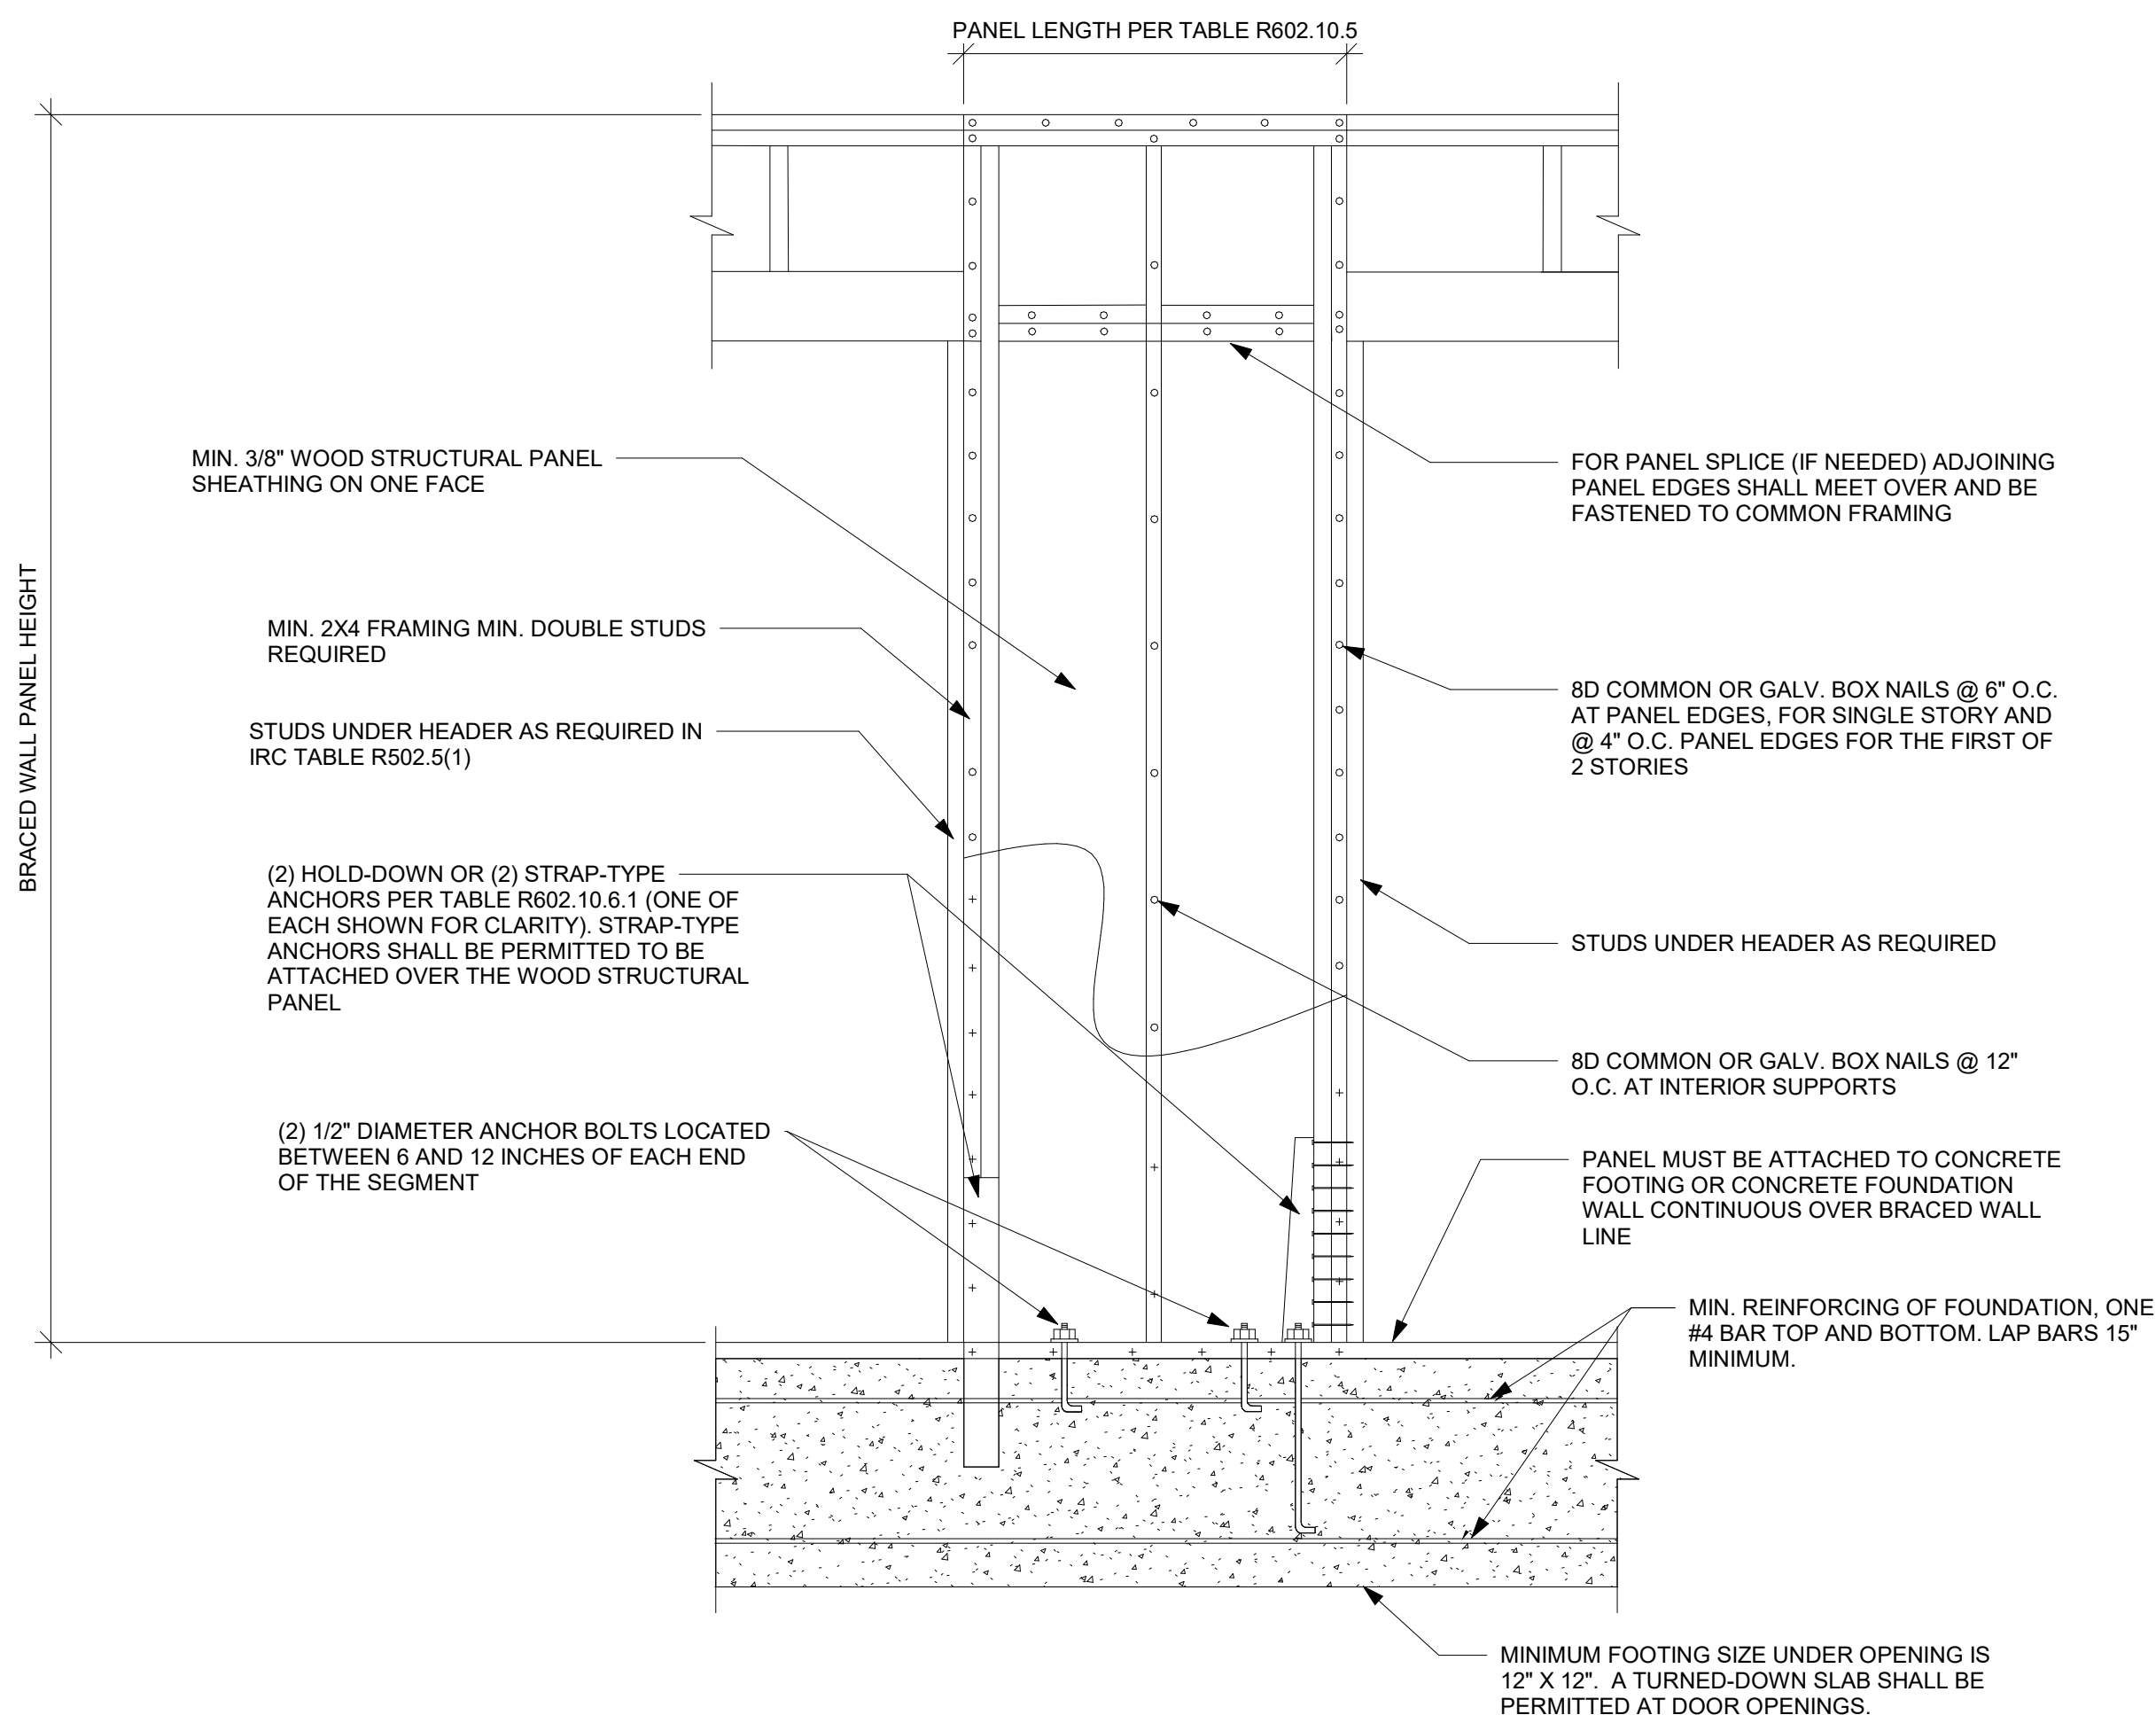 PANEL LENGTH PER TABLE R602.10.5
BRACED WALL PANEL HEIGHT
MIN. 3/8" WOOD STRUCTURAL PANEL
SHEATHING ON ONE FACE
MIN. 2X4 FRAMING MIN. DOUBLE STUDS
REQUIRED
STUDS UNDER HEADER AS REQUIRED IN
IRC TABLE R502.5(1)
(2) HOLD-DOWN OR (2) STRAP-TYPE
ANCHORS PER TABLE R602.10.6.1 (ONE OF
EACH SHOWN FOR CLARITY). STRAP-TYPE
ANCHORS SHALL BE PERMITTED TO BE
ATTACHED OVER THE WOOD STRUCTURAL
PANEL
(2) 1/2" DIAMETER ANCHOR BOLTS LOCATED
BETWEEN 6 AND 12 INCHES OF EACH END
OF THE SEGMENT
FOR PANEL SPLICE (IF NEEDED) ADJOINING
PANEL EDGES SHALL MEET OVER AND BE
FASTENED TO COMMON FRAMING
8D COMMON OR GALV. BOX NAILS @ 6" O.C.
AT PANEL EDGES, FOR SINGLE STORY AND
@ 4" O.C. PANEL EDGES FOR THE FIRST OF
2 STORIES
STUDS UNDER HEADER AS REQUIRED
8D COMMON OR GALV. BOX NAILS @ 12"
O.C. AT INTERIOR SUPPORTS
PANEL MUST BE ATTACHED TO CONCRETE
FOOTING OR CONCRETE FOUNDATION
WALL CONTINUOUS OVER BRACED WALL
LINE
MIN. REINFORCING OF FOUNDATION, ONE
#4 BAR TOP AND BOTTOM. LAP BARS 15"
MINIMUM.
MINIMUM FOOTING SIZE UNDER OPENING IS
12" X 12". A TURNED-DOWN SLAB SHALL BE
PERMITTED AT DOOR OPENINGS.